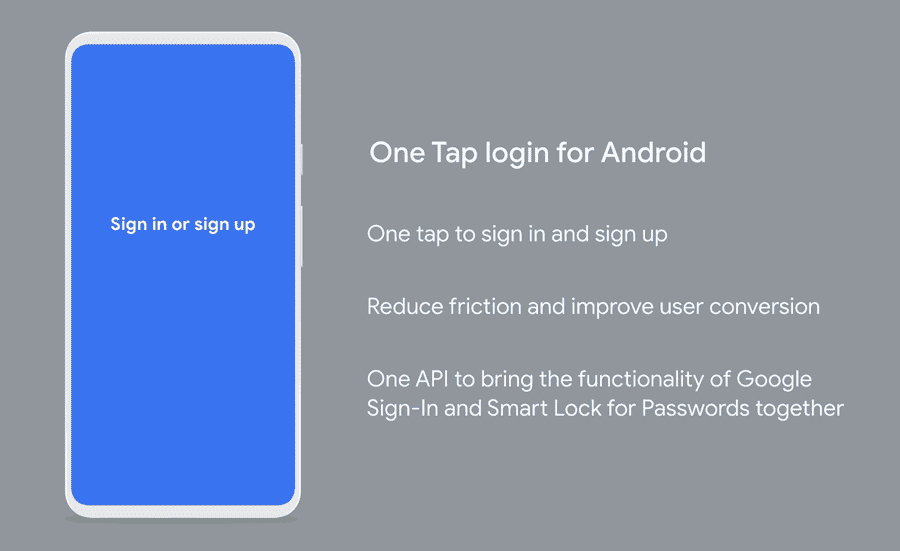 Sign in or sign up
One Tap login for Android
One tap to sign in and sign up
Reduce friction and improve user conversion
One API to bring the functionality of Google
Sign-In and Smart Lock for Passwords together